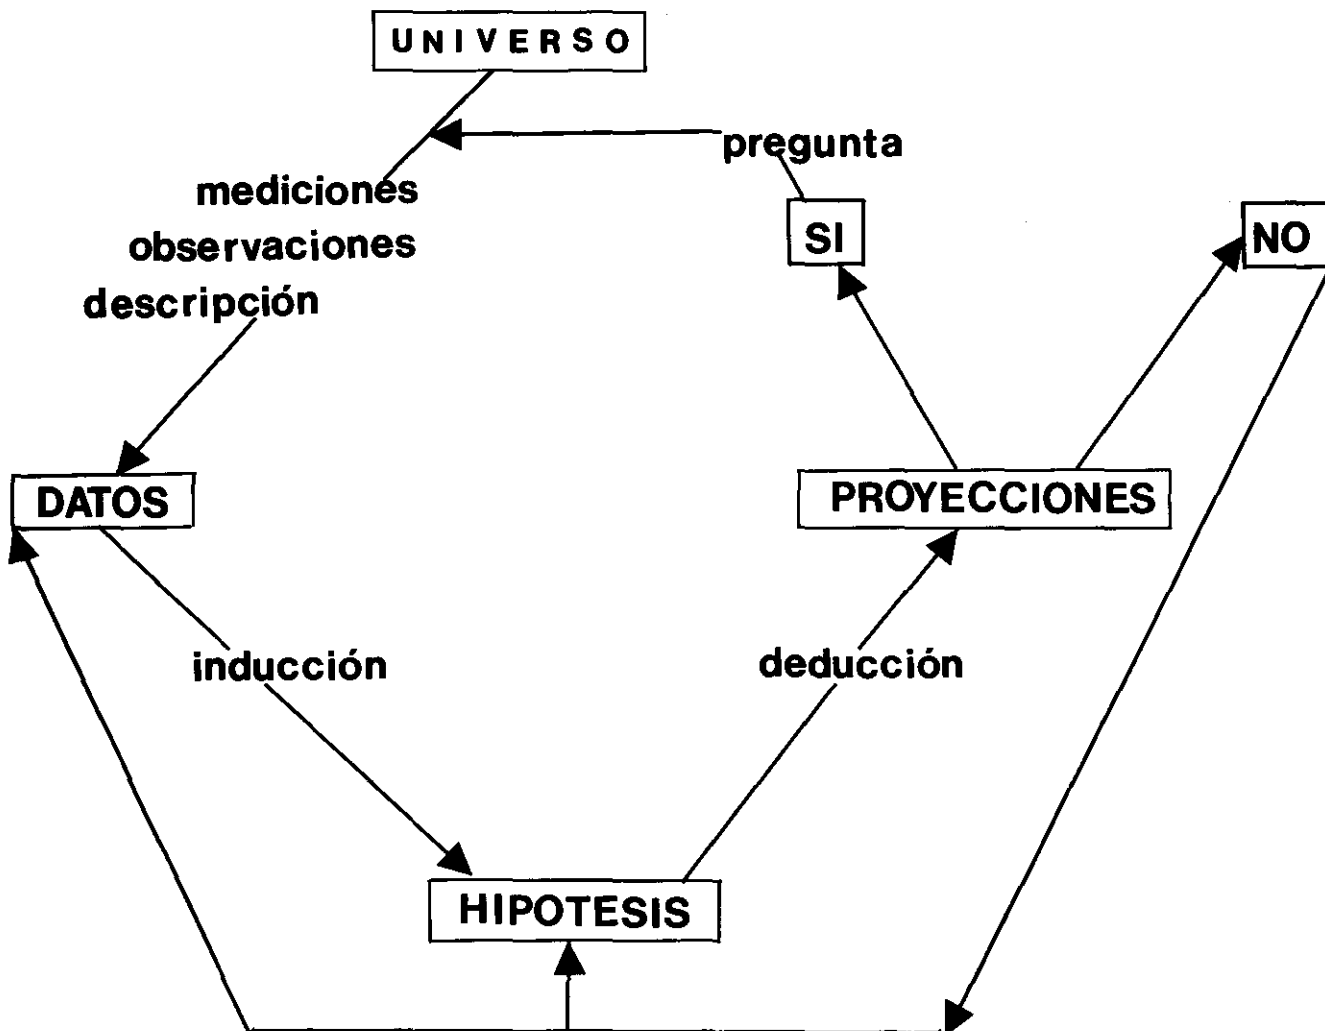 UNIVERSO
pregunta
mediciones
SI
NO
observaciones
descripción
DATOS
PROYECCIONES
inducción
deducción
HIPOTESIS